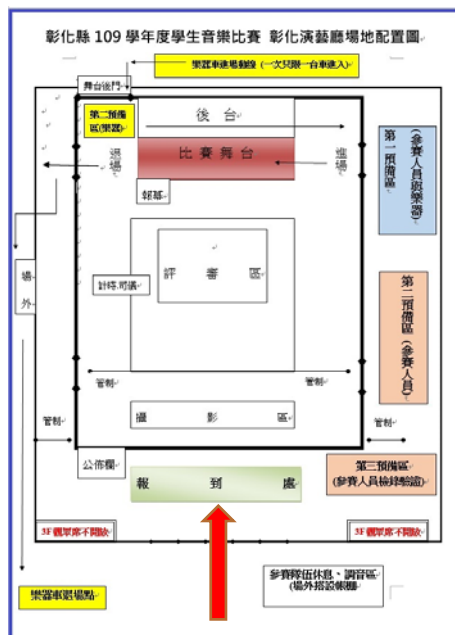 彰化縣 109 學年度學生音樂比賽 彰化演藝廳場地配置圖
樂器車進場動線 (一次只限一台車進入)
舞台後門
第二預備
區(樂器)
後台
比賽舞台
退場
進場
報幕
第一預備區
(參賽人員與樂器)
評審區
計時.司儀
場外
第二預備區(參賽人員)
管制
管制
攝影區
管制
管制
公佈欄
報到處
第三預備區
(參賽人員檢錄驗證)
3F 觀眾席不開放
3F 觀眾席不開放
樂器車退場點
參賽隊伍休息、調音區
(場外搭設帳棚)